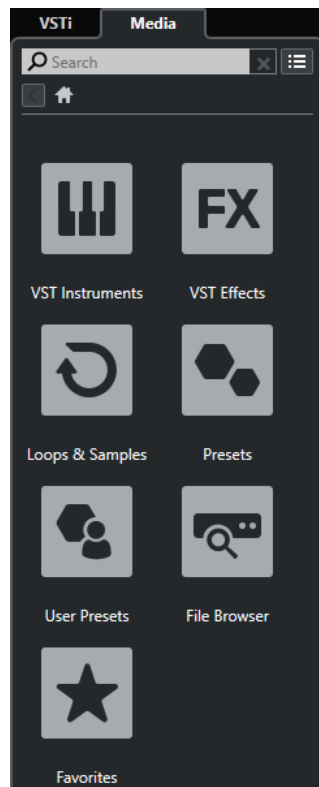 VSTi Media
Search
FX
VST Instruments VST Effects
Loops & Samples Presets
User Presets File Browser
Favorites